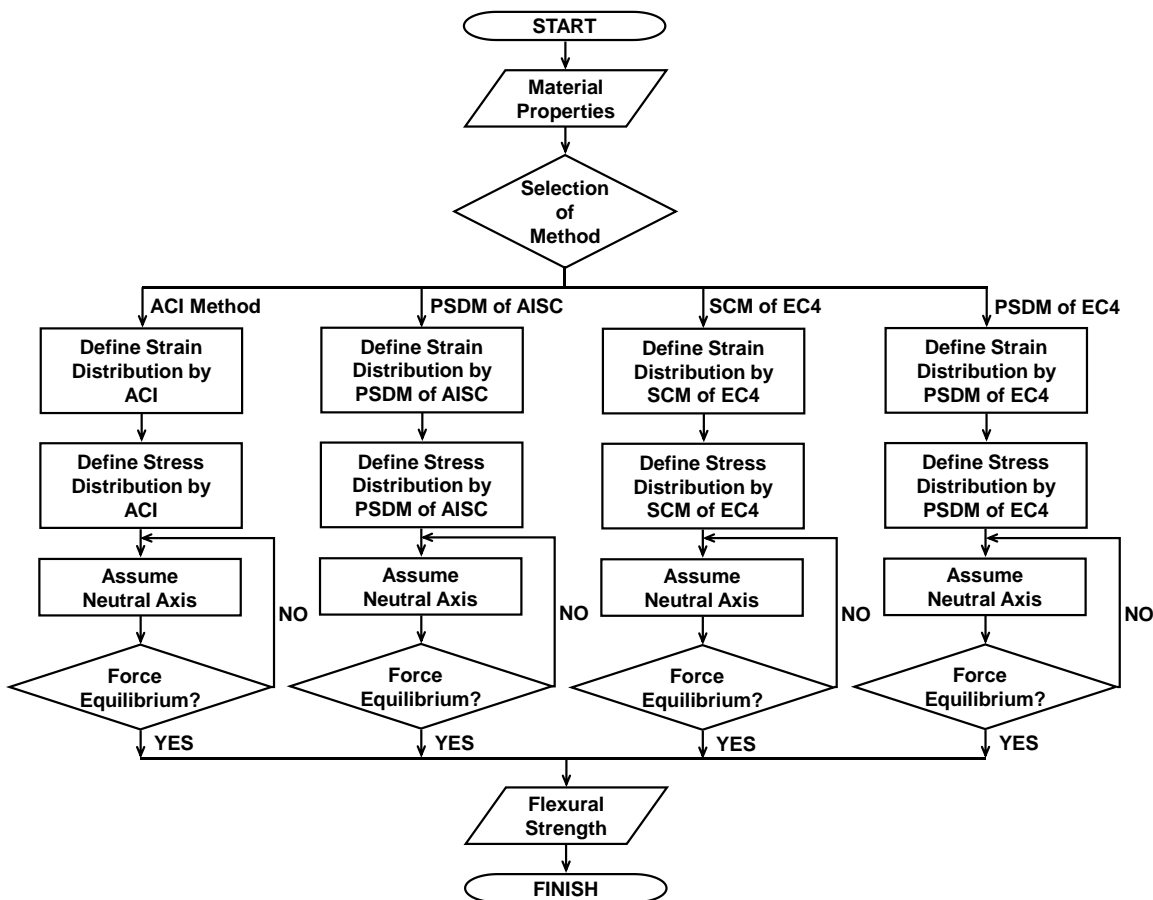 START
Material
Properties
Selection
of
Method
ACI Method
PSDM of AISC
SCM of EC4
PSDM of EC4
Define Strain
Distribution by
ACI
Define Strain
Distribution by
PSDM of AISC
Define Strain
Distribution by
SCM of EC4
Define Strain
Distribution by
PSDM of EC4
Define Stress
Distribution by
ACI
Define Stress
Distribution by
PSDM of AISC
Define Stress
Distribution by
SCM of EC4
Define Stress
Distribution by
PSDM of EC4
Assume
Neutral Axis
NO
Assume
Neutral Axis
NO
Assume
Neutral Axis
NO
Assume
Neutral Axis
NO
Force
Equilibrium?
Force
Equilibrium?
Force
Equilibrium?
Force
Equilibrium?
YES
YES
YES
YES
Flexural
Strength
FINISH